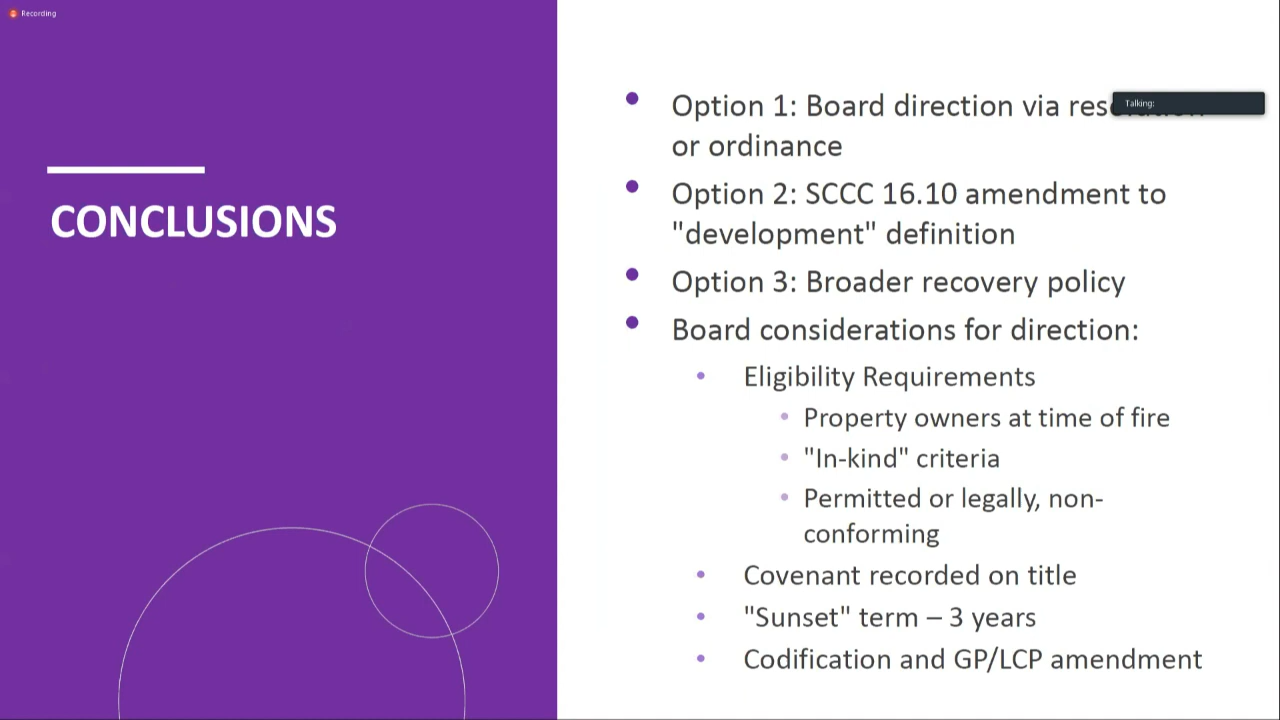 Recording
Talking:
CONCLUSIONS
Option 1: Board direction via
or ordinance
Option 2: SCCC 16.10 amendment to
"development" definition
Option 3: Broader recovery policy
Board considerations for direction:
Eligibility Requirements
Property owners at time of fire
"In-kind" criteria
Permitted or legally, non-
conforming
Covenant recorded on title
"Sunset" term – 3 years
Codification and GP/LCP amendment